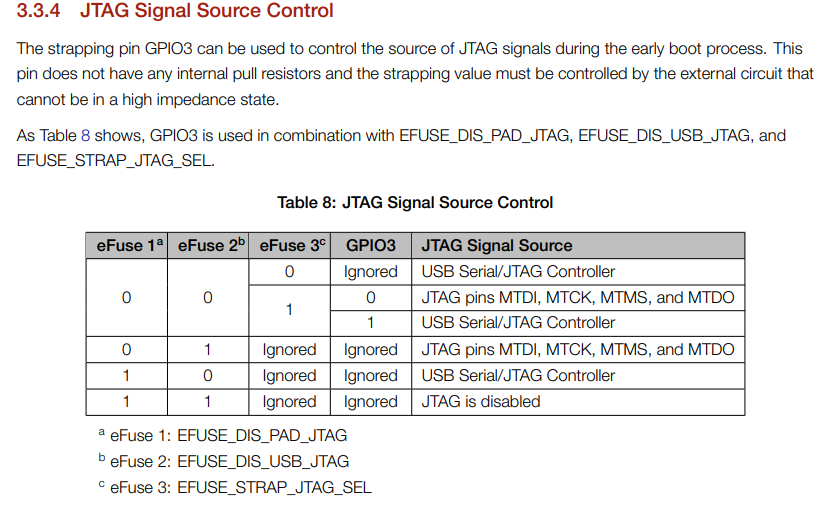 3.3.4 JTAG Signal Source Control
The strapping pin GPIO3 can be used to control the source of JTAG signals during the early boot process. This
pin does not have any internal pull resistors and the strapping value must be controlled by the external circuit that
cannot be in a high impedance state.
As Table 8 shows, GPIO3 is used in combination with EFUSE_DIS_PAD_JTAG, EFUSE_DIS_USB_JTAG, and
EFUSE_STRAP_JTAG_SEL.
Table 8: JTAG Signal Source Control
eFuse 1a eFuse 2b eFuse 3c GPIO3 JTAG Signal Source
0 Ignored USB Serial/JTAG Controller
0 0 1 0 JTAG pins MTDI, MTCK, MTMS, and MTDO
1 USB Serial/JTAG Controller
0 1 Ignored Ignored JTAG pins MTDI, MTCK, MTMS, and MTDO
1 0 Ignored Ignored USB Serial/JTAG Controller
1 1 Ignored Ignored JTAG is disabled
a eFuse 1: EFUSE_DIS_PAD_JTAG
b eFuse 2: EFUSE_DIS_USB_JTAG
c eFuse 3: EFUSE_STRAP_JTAG_SEL